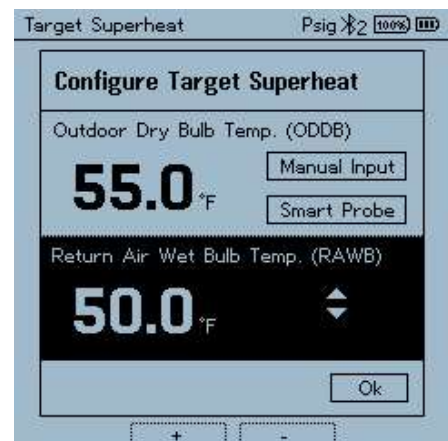 Target Superheat Psig 2 100%
Configure Target Superheat
Outdoor Dry Bulb Temp. (ODDB)
55.0 °F
Manual Input
Smart Probe
Return Air Wet Bulb Temp. (RAWB)
50.0 °F
Ok
+ -